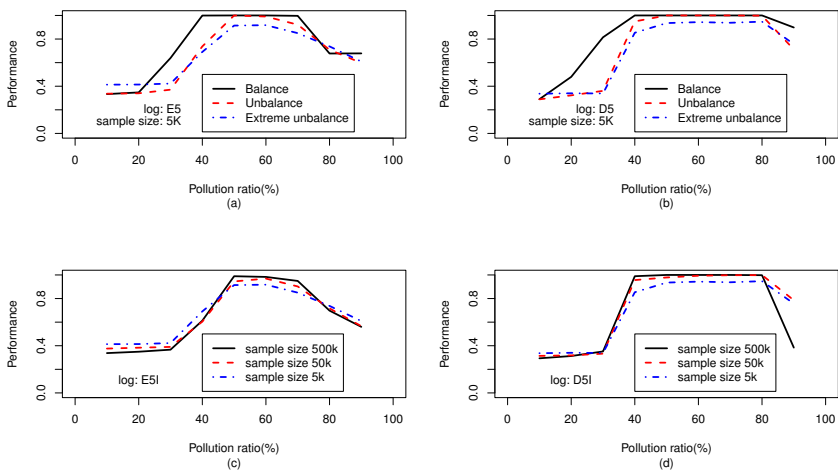 Performance
0.0 0.4 0.8
log: E5
sample size: 5K
Balance
Unbalance
Extreme unbalance
0 20 40 60 80 100
Pollution ratio(%)
(a)
Performance
0.0 0.4 0.8
log: D5
sample size: 5K
Balance
Unbalance
Extreme unbalance
0 20 40 60 80 100
Pollution ratio(%)
(b)
Performance
0.0 0.4 0.8
log: E5I
sample size 500k
sample size 50k
sample size 5k
0 20 40 60 80 100
Pollution ratio(%)
(c)
Performance
0.0 0.4 0.8
log: D5I
sample size 500k
sample size 50k
sample size 5k
0 20 40 60 80 100
Pollution ratio(%)
(d)